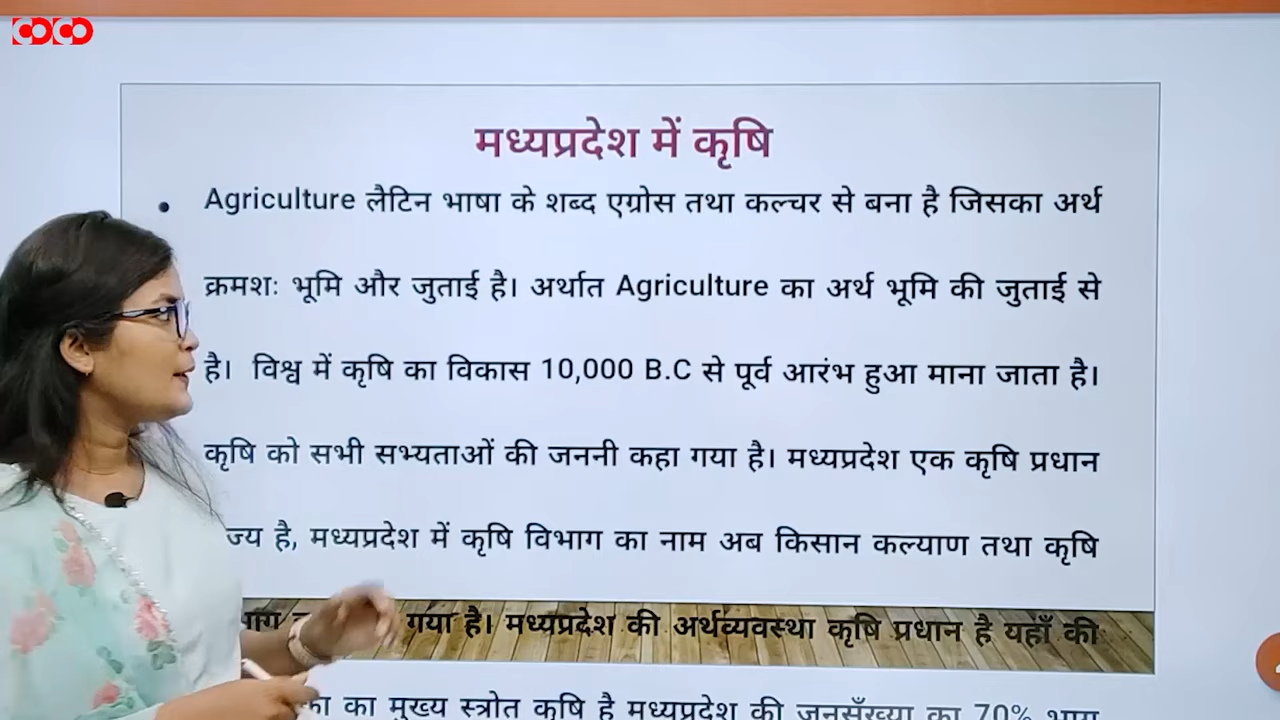 COCO
मध्यप्रदेश में कृषि
• Agriculture लैटिन भाषा के शब्द एग्रोस तथा कल्चर से बना है जिसका अर्थ
क्रमशः भूमि और जुताई है। अर्थात Agriculture का अर्थ भूमि की जुताई से
है। विश्व में कृषि का विकास 10,000 B.C से पूर्व आरंभ हुआ माना जाता है।
कृषि को सभी सभ्यताओं की जननी कहा गया है। मध्यप्रदेश एक कृषि प्रधान
है, मध्यप्रदेश में कृषि विभाग का नाम अब किसान कल्याण तथा कृषि
गया है। मध्यप्रदेश की अर्थव्यवस्था कृषि प्रधान है यहाँ की
का मुख्य स्त्रोत कृषि है मध्यप्रदेश की जनसँख्या का 70% भाग